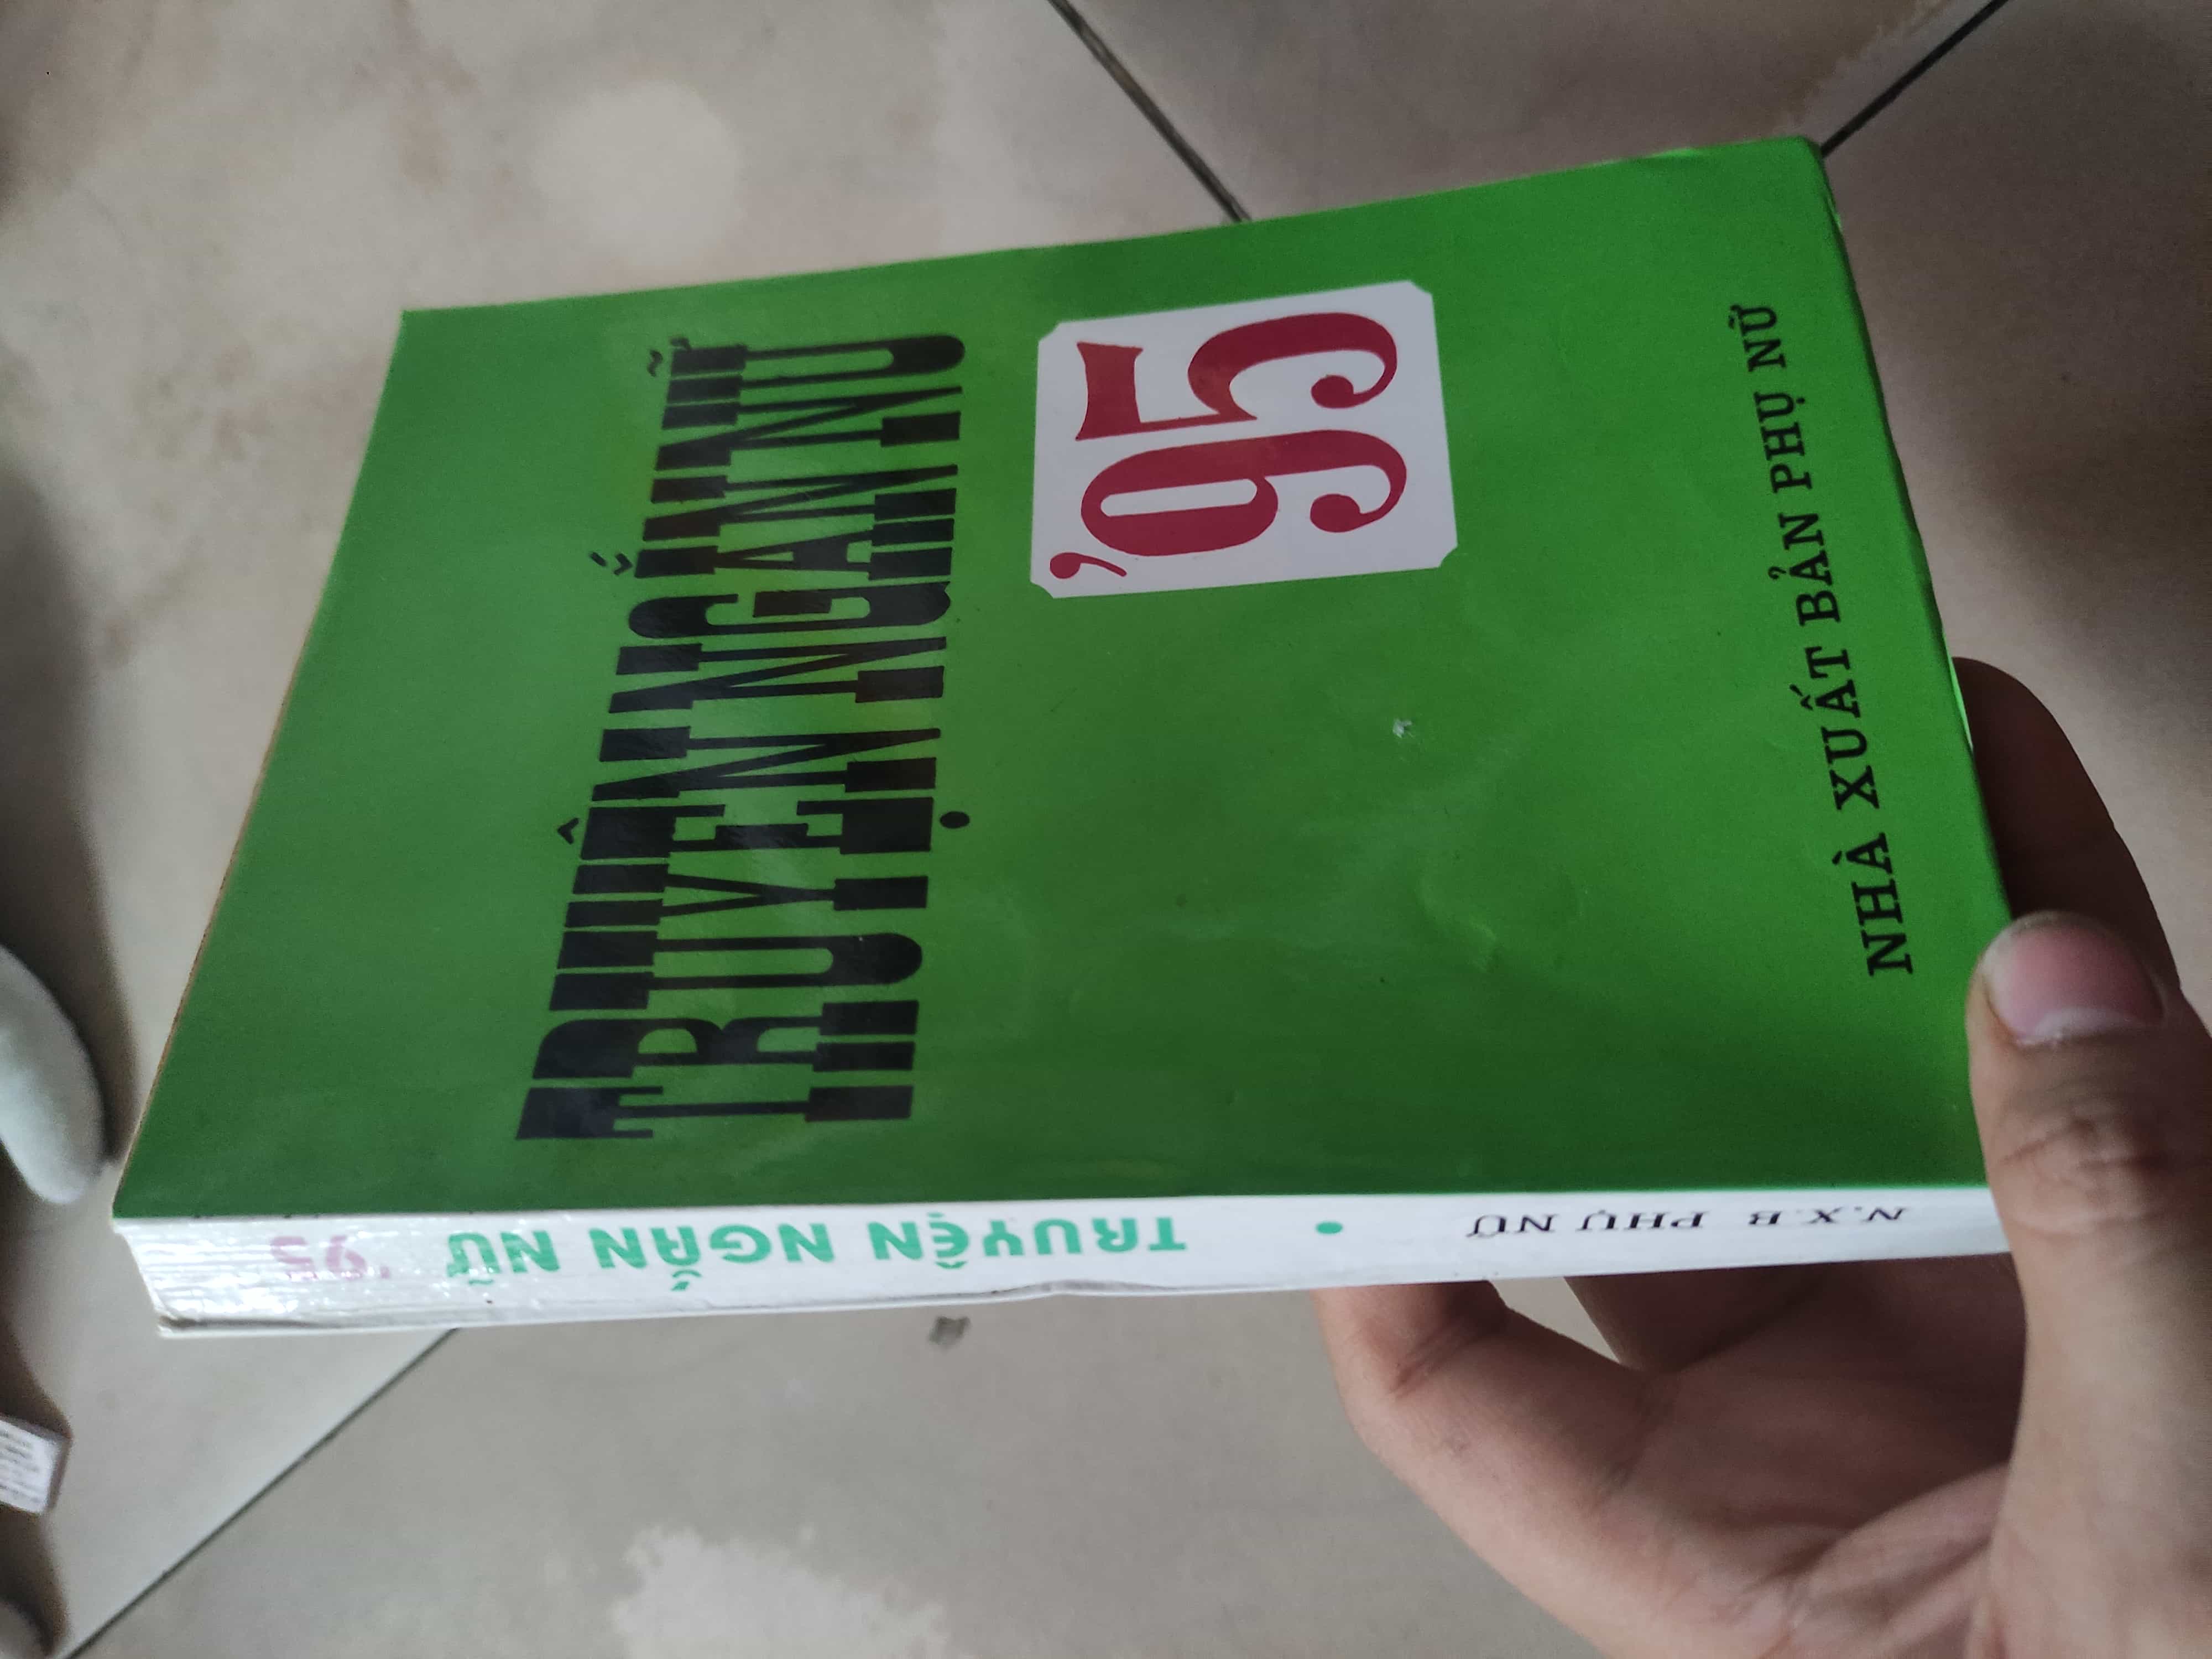 TRUYỆN NGẮN NỮ
'95
NHÀ XUẤT BẢN PHỤ NỮ
N.X.B PHỤ NỮ • TRUYỆN NGẮN NỮ '95